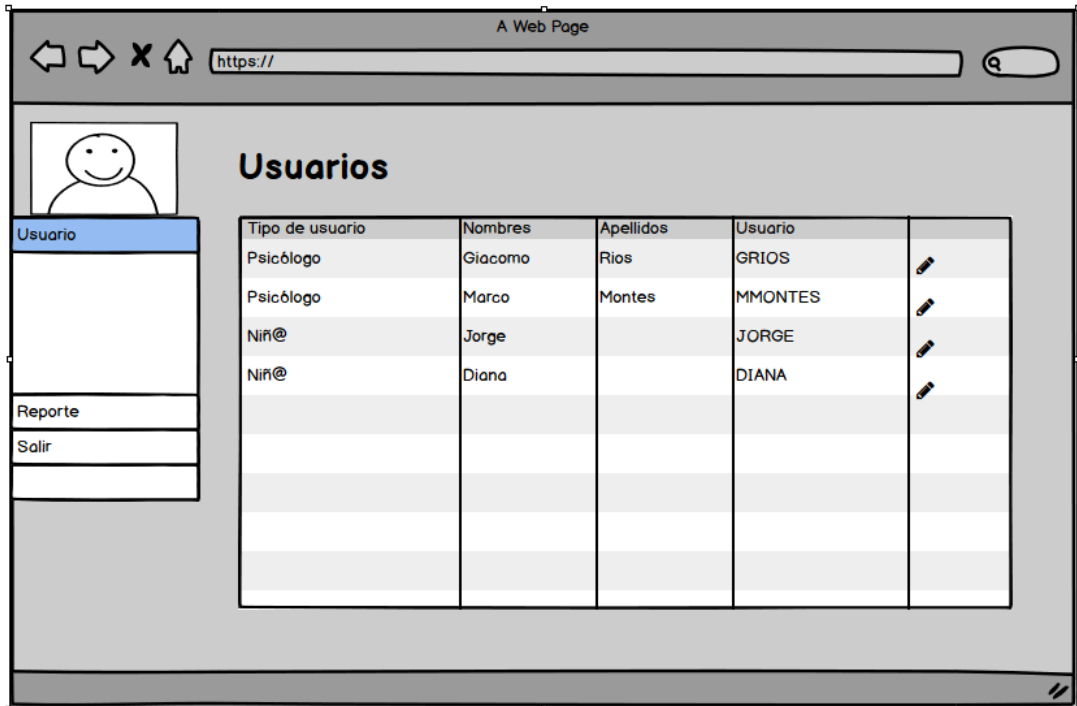 A Web Page
https://
Usuarios
Usuario
Reporte
Salir
Tipo de usuario Nombres Apellidos Usuario
Psicólogo Giacomo Rios GRIOS
Psicólogo Marco Montes MMONTES
Niñ@ Jorge JORGE
Niñ@ Diana DIANA